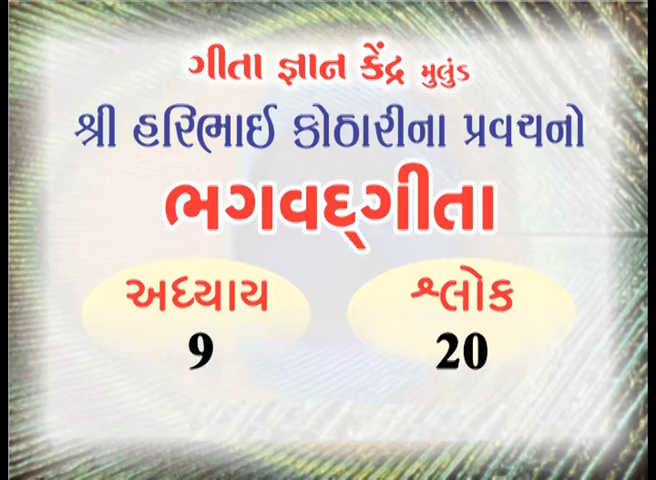 ગીતા જ્ઞાન કેંદ્ર મુલુંડ
શ્રી હરિભાઈ કોઠારીના પ્રવચનો
ભગવદ્‌ગીતા
અધ્યાય શ્લોક
9 20